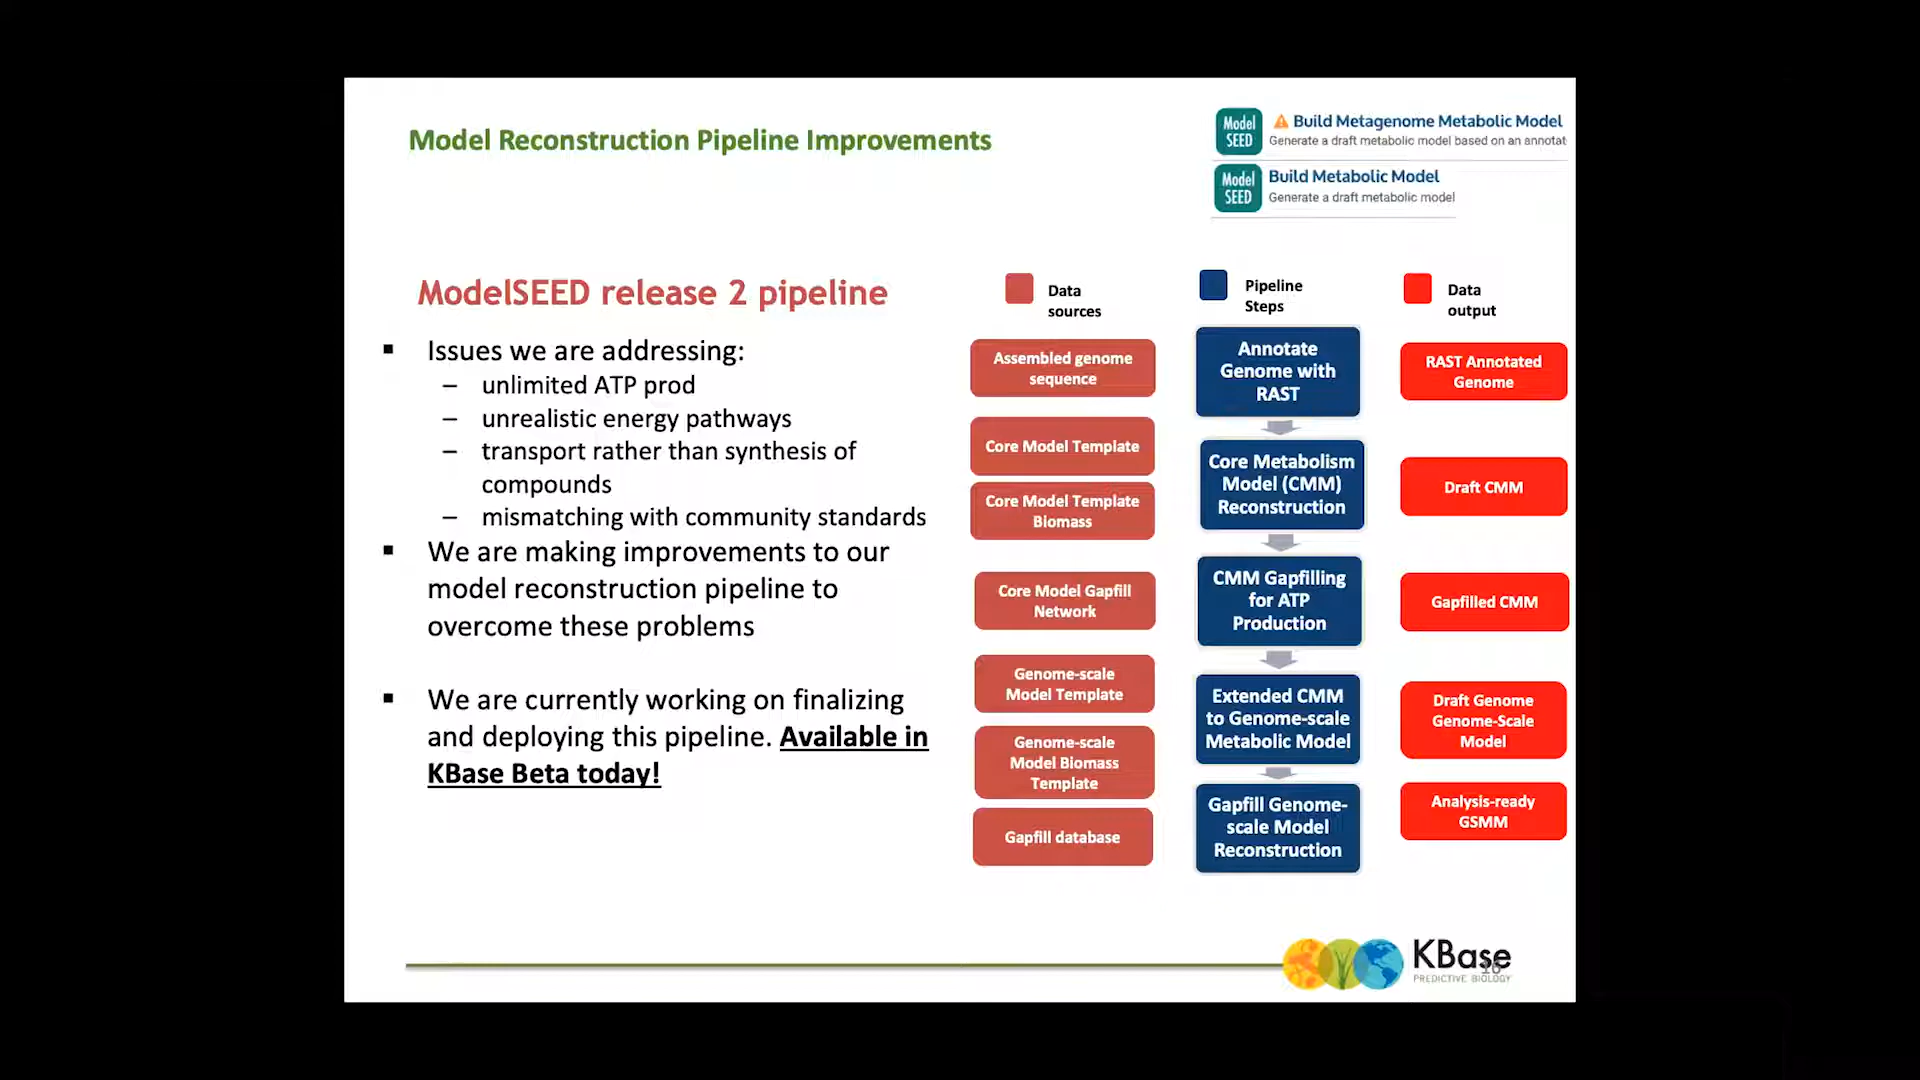 Model Reconstruction Pipeline Improvements
Model
SEED
Build Metagenome Metabolic Model
Generate a draft metabolic model based on an annotat
Model
SEED
Build Metabolic Model
Generate a draft metabolic model
ModelSEED release 2 pipeline
▪ Issues we are addressing:
– unlimited ATP prod
– unrealistic energy pathways
– transport rather than synthesis of
compounds
– mismatching with community standards
▪ We are making improvements to our
model reconstruction pipeline to
overcome these problems
▪ We are currently working on finalizing
and deploying this pipeline. Available in
KBase Beta today!
Data
sources
Assembled genome
sequence
Core Model Template
Core Model Template
Biomass
Core Model Gapfill
Network
Genome-scale
Model Template
Genome-scale
Model Biomass
Template
Gapfill database
Pipeline
Steps
Annotate
Genome with
RAST
Core Metabolism
Model (CMM)
Reconstruction
CMM Gapfilling
for ATP
Production
Extended CMM
to Genome-scale
Metabolic Model
Gapfill Genome-
scale Model
Reconstruction
Data
output
RAST Annotated
Genome
Draft CMM
Gapfilled CMM
Draft Genome
Genome-Scale
Model
Analysis-ready
GSMM
KBase
PREDICTIVE BIOLOGY
16